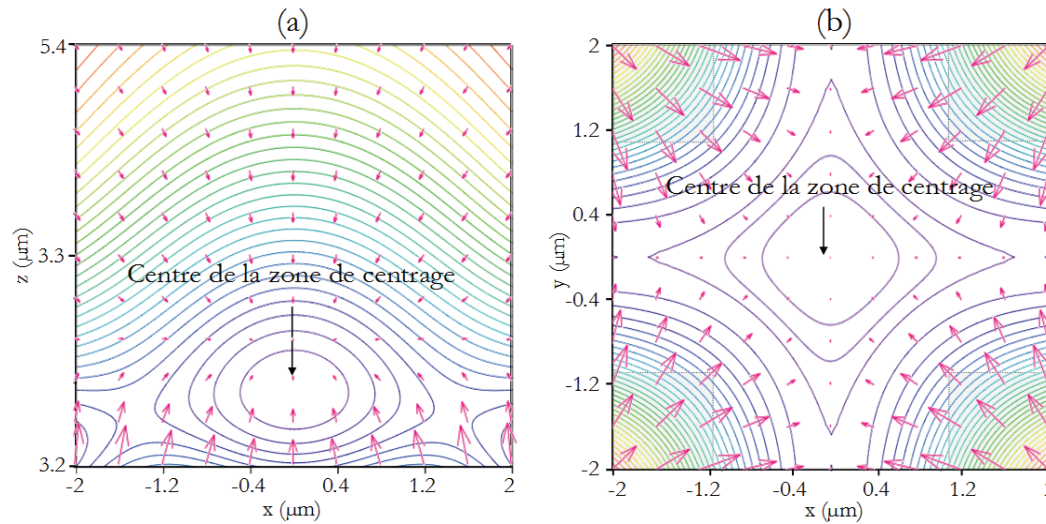 (a)
5.4
3.3
3.2
z (μm)
Centre de la zone de centrage
-2 -1.2 -0.4 0.4 1.2 2
x (μm)
(b)
2
1.2
0.4
-0.4
-1.2
-2
y (μm)
Centre de la zone de centrage
-2 -1.2 -0.4 0.4 1.2 2
x (μm)